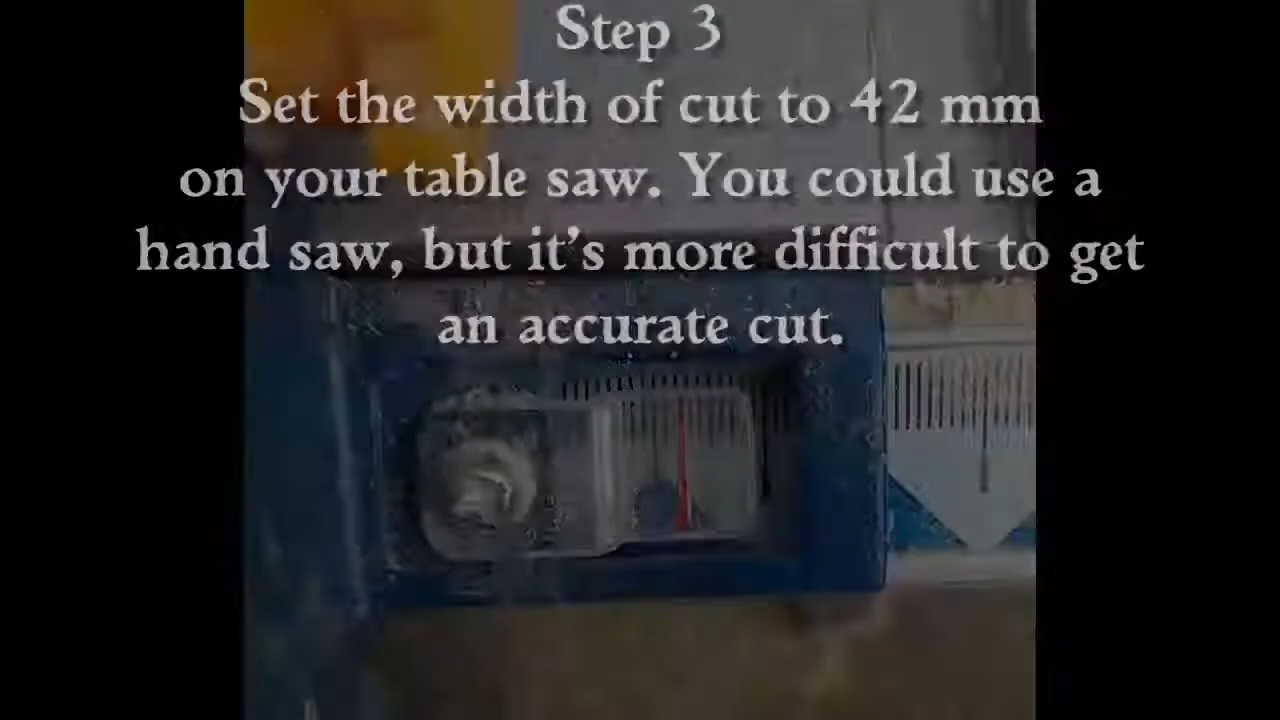 Step 3
Set the width of cut to 42 mm
on your table saw. You could use a
hand saw, but it's more difficult to get
an accurate cut.